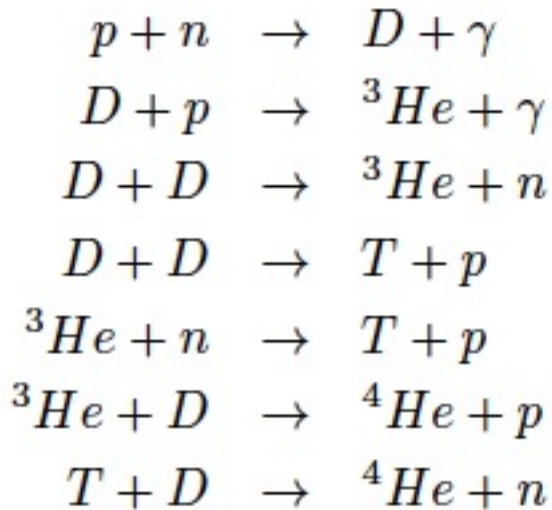 p + n → D + γ
D + p → ³He + γ
D + D → ³He + n
D + D → T + p
³He + n → T + p
³He + D → ⁴He + p
T + D → ⁴He + n